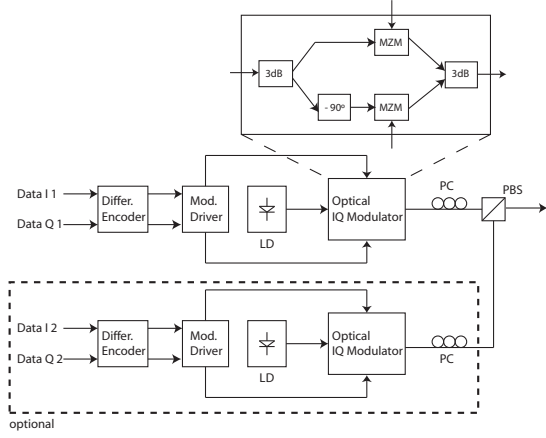 MZM
3dB
3dB
- 90º
MZM
Data I 1
Data Q 1
Differ.
Encoder
Mod.
Driver
LD
Optical
IQ Modulator
PC
PBS
Data I 2
Data Q 2
Differ.
Encoder
Mod.
Driver
LD
Optical
IQ Modulator
PC
optional